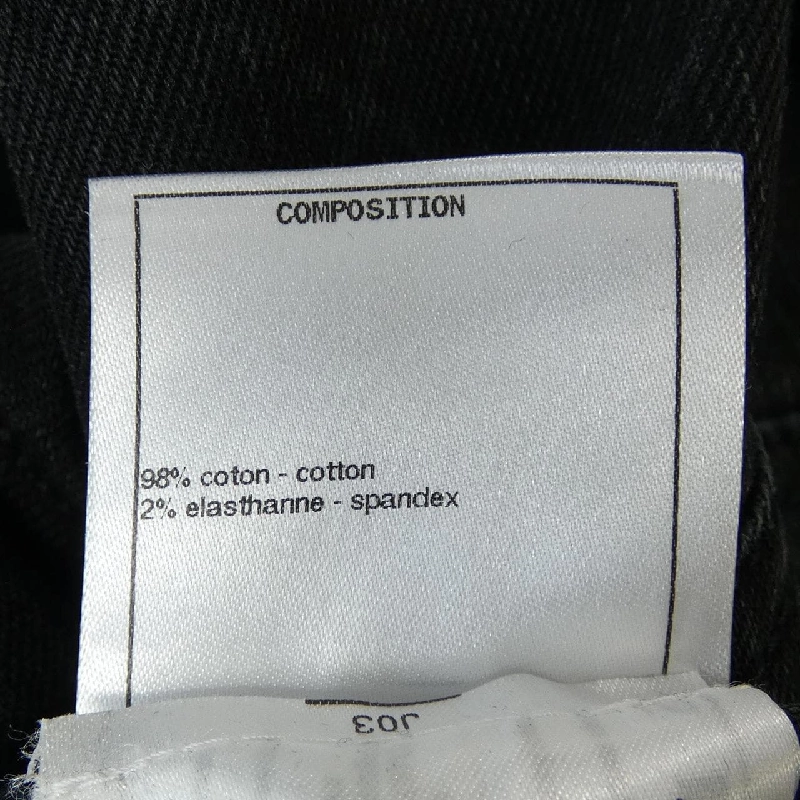 COMPOSITION
98% coton - cotton
2% elasthanne - spandex
J03